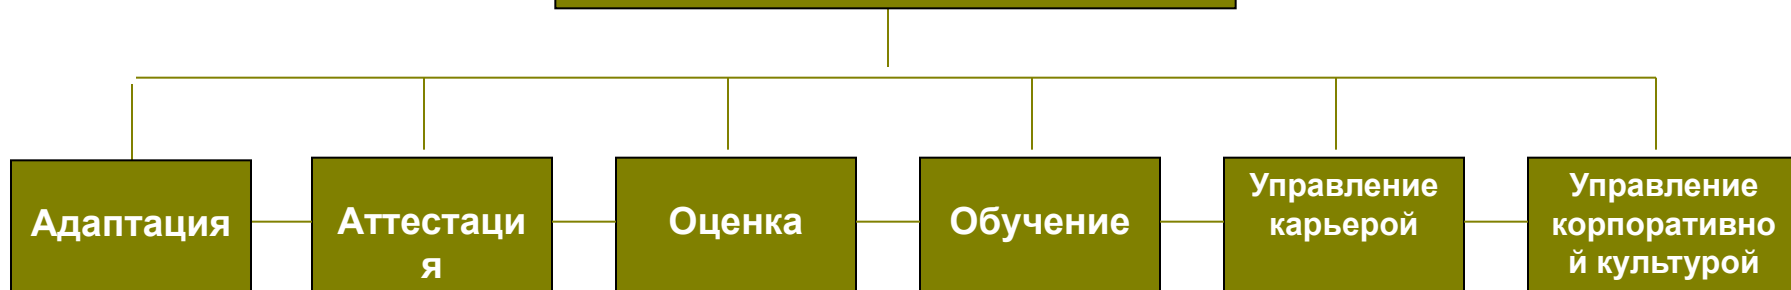 Адаптация
Аттестаци
я
Оценка
Обучение
Управление
карьерой
Управление
корпоративно
й культурой